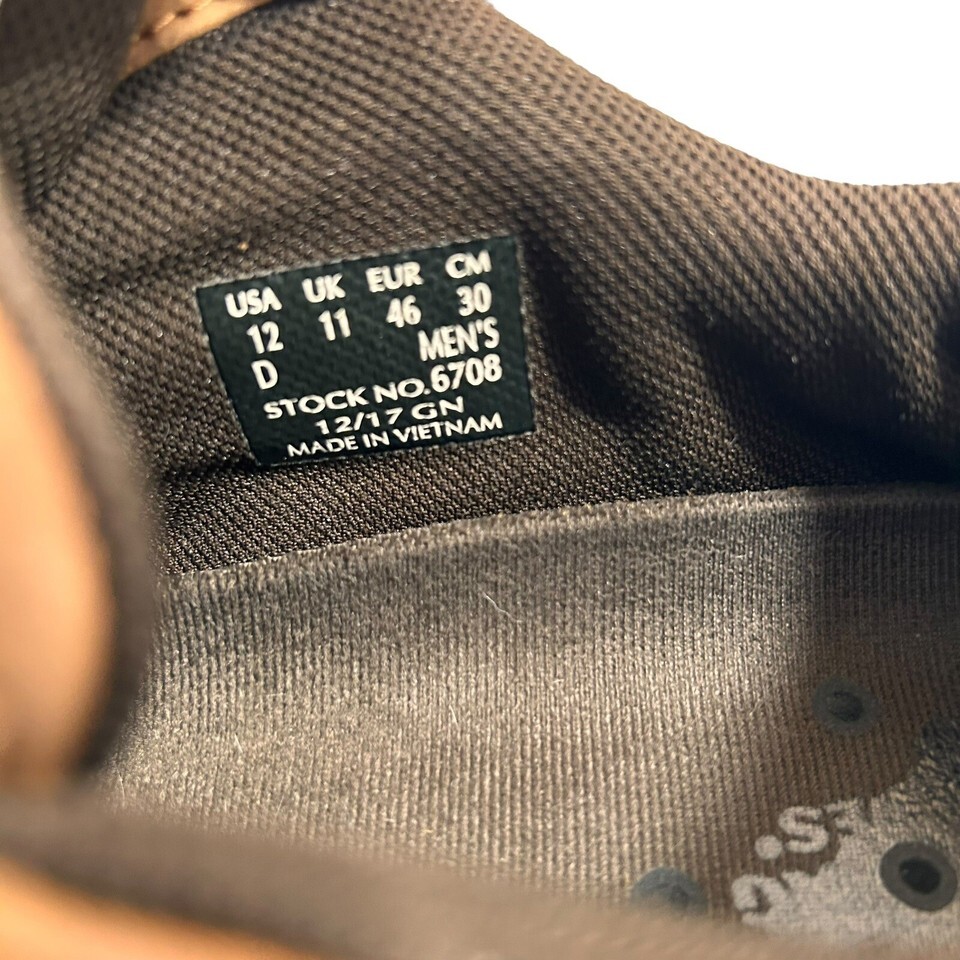 USA UK EUR CM
12 11 46 30
D MEN'S
STOCK NO.6708
12/17 GN
MADE IN VIETNAM